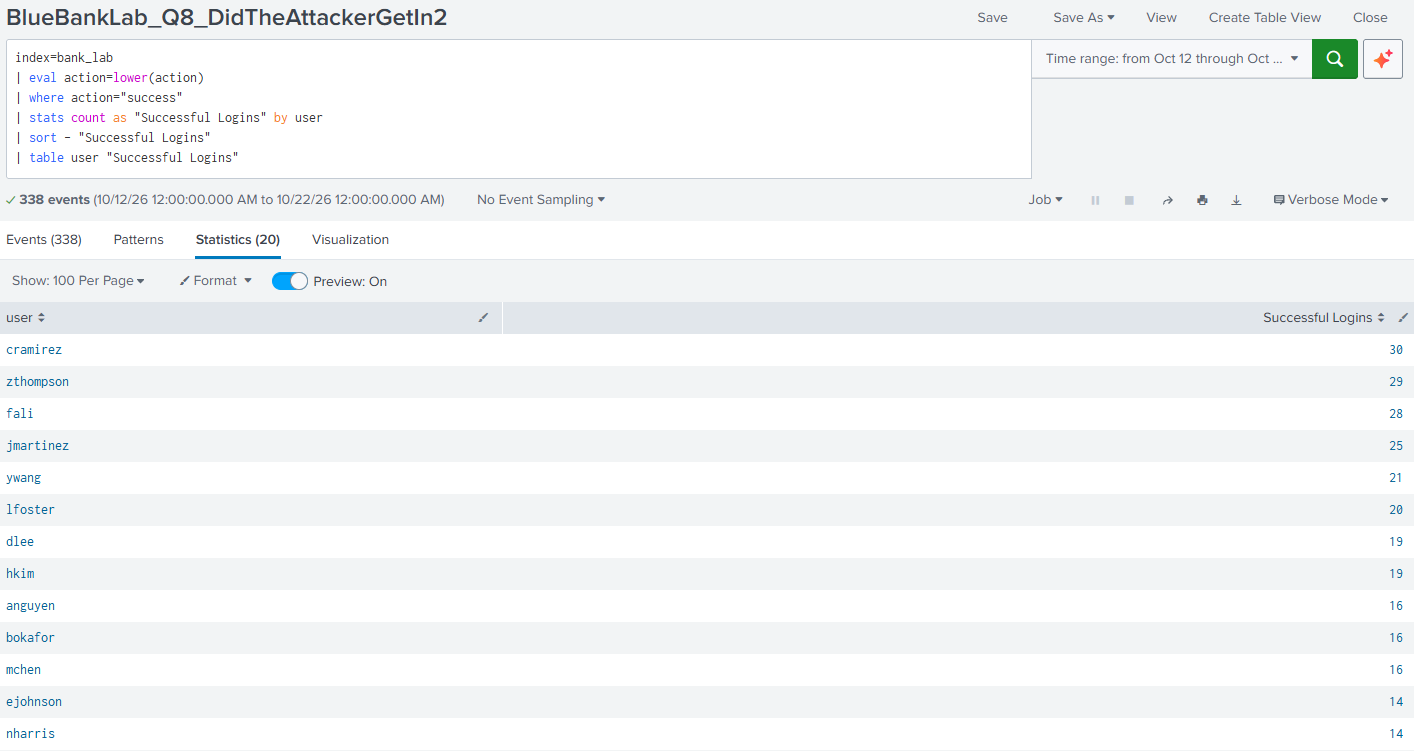 BlueBankLab_Q8_DidTheAttackerGetIn2 Save Save As View Create Table View Close
index=bank_lab
| eval action=lower(action)
| where action="success"
| stats count as "Successful Logins" by user
| sort - "Successful Logins"
| table user "Successful Logins"
Time range: from Oct 12 through Oct ...
338 events (10/12/26 12:00:00.000 AM to 10/22/26 12:00:00.000 AM) No Event Sampling Job Verbose Mode
Events (338) Patterns Statistics (20) Visualization
Show: 100 Per Page Format Preview: On
user Successful Logins
cramirez 30
zthompson 29
fali 28
jmartinez 25
ywang 21
lfoster 20
dlee 19
hkim 19
anguyen 16
bokafor 16
mchen 16
ejohnson 14
nharris 14